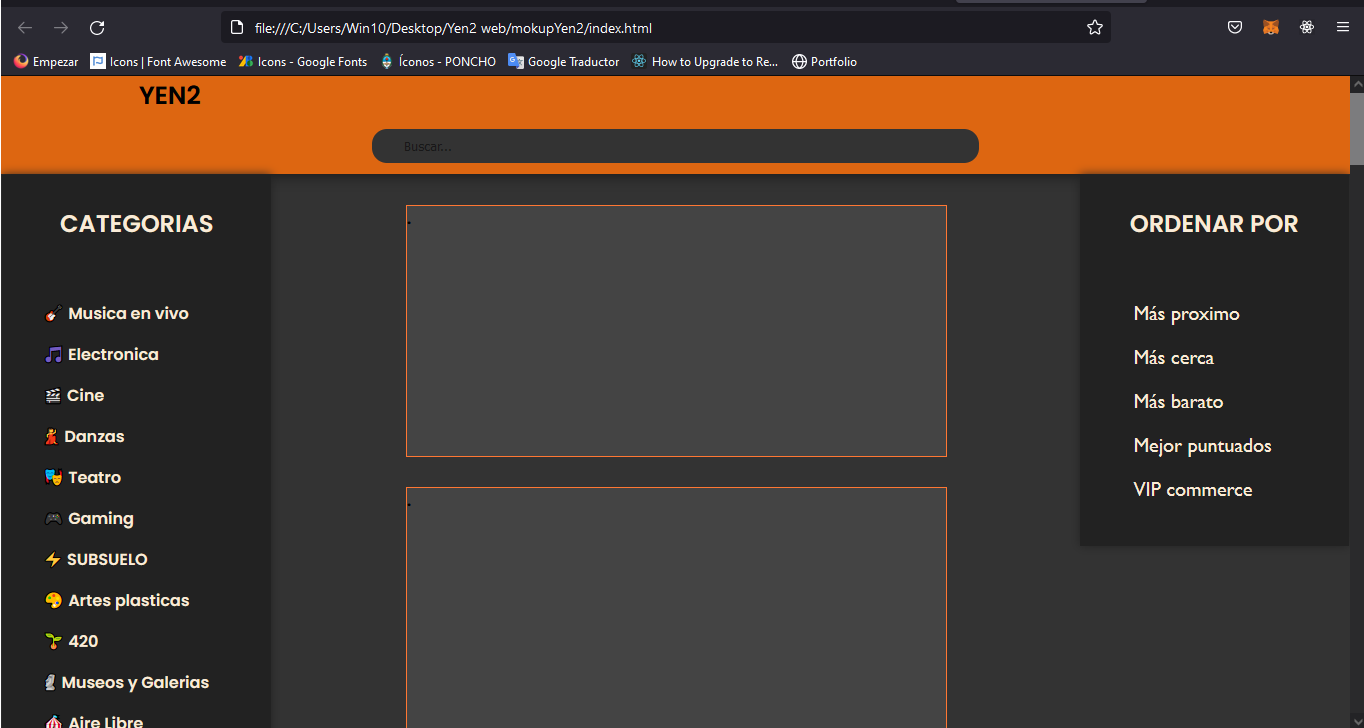 file:///C:/Users/Win10/Desktop/Yen2 web/mokupYen2/index.html
Empezar Icons | Font Awesome Icons - Google Fonts Íconos - PONCHO Google Traductor How to Upgrade to Re... Portfolio
YEN2
Buscar...
CATEGORIAS
Musica en vivo
Electronica
Cine
Danzas
Teatro
Gaming
SUBSUELO
Artes plasticas
420
Museos y Galerias
Aire Libre
.
.
ORDENAR POR
Más proximo
Más cerca
Más barato
Mejor puntuados
VIP commerce